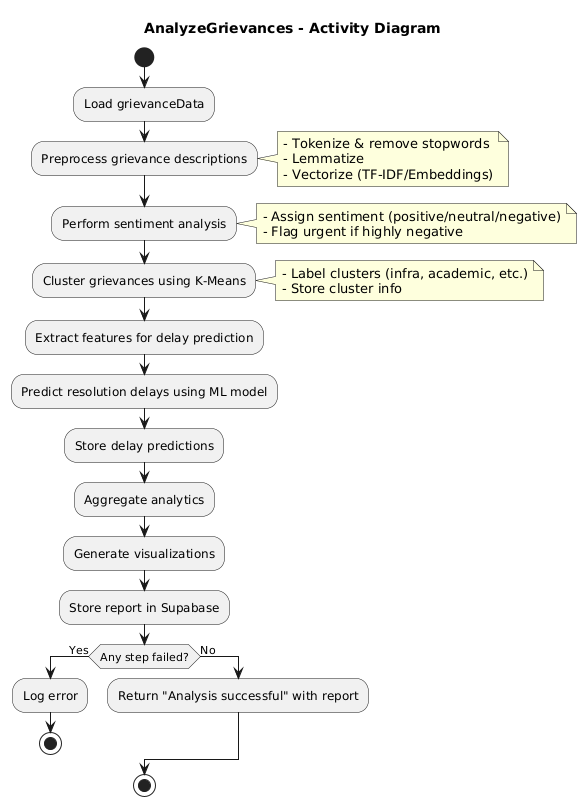 AnalyzeGrievances - Activity Diagram
Load grievanceData
Preprocess grievance descriptions
- Tokenize & remove stopwords
- Lemmatize
- Vectorize (TF-IDF/Embeddings)
Perform sentiment analysis
- Assign sentiment (positive/neutral/negative)
- Flag urgent if highly negative
Cluster grievances using K-Means
- Label clusters (infra, academic, etc.)
- Store cluster info
Extract features for delay prediction
Predict resolution delays using ML model
Store delay predictions
Aggregate analytics
Generate visualizations
Store report in Supabase
Yes
Any step failed?
No
Log error
Return "Analysis successful" with report